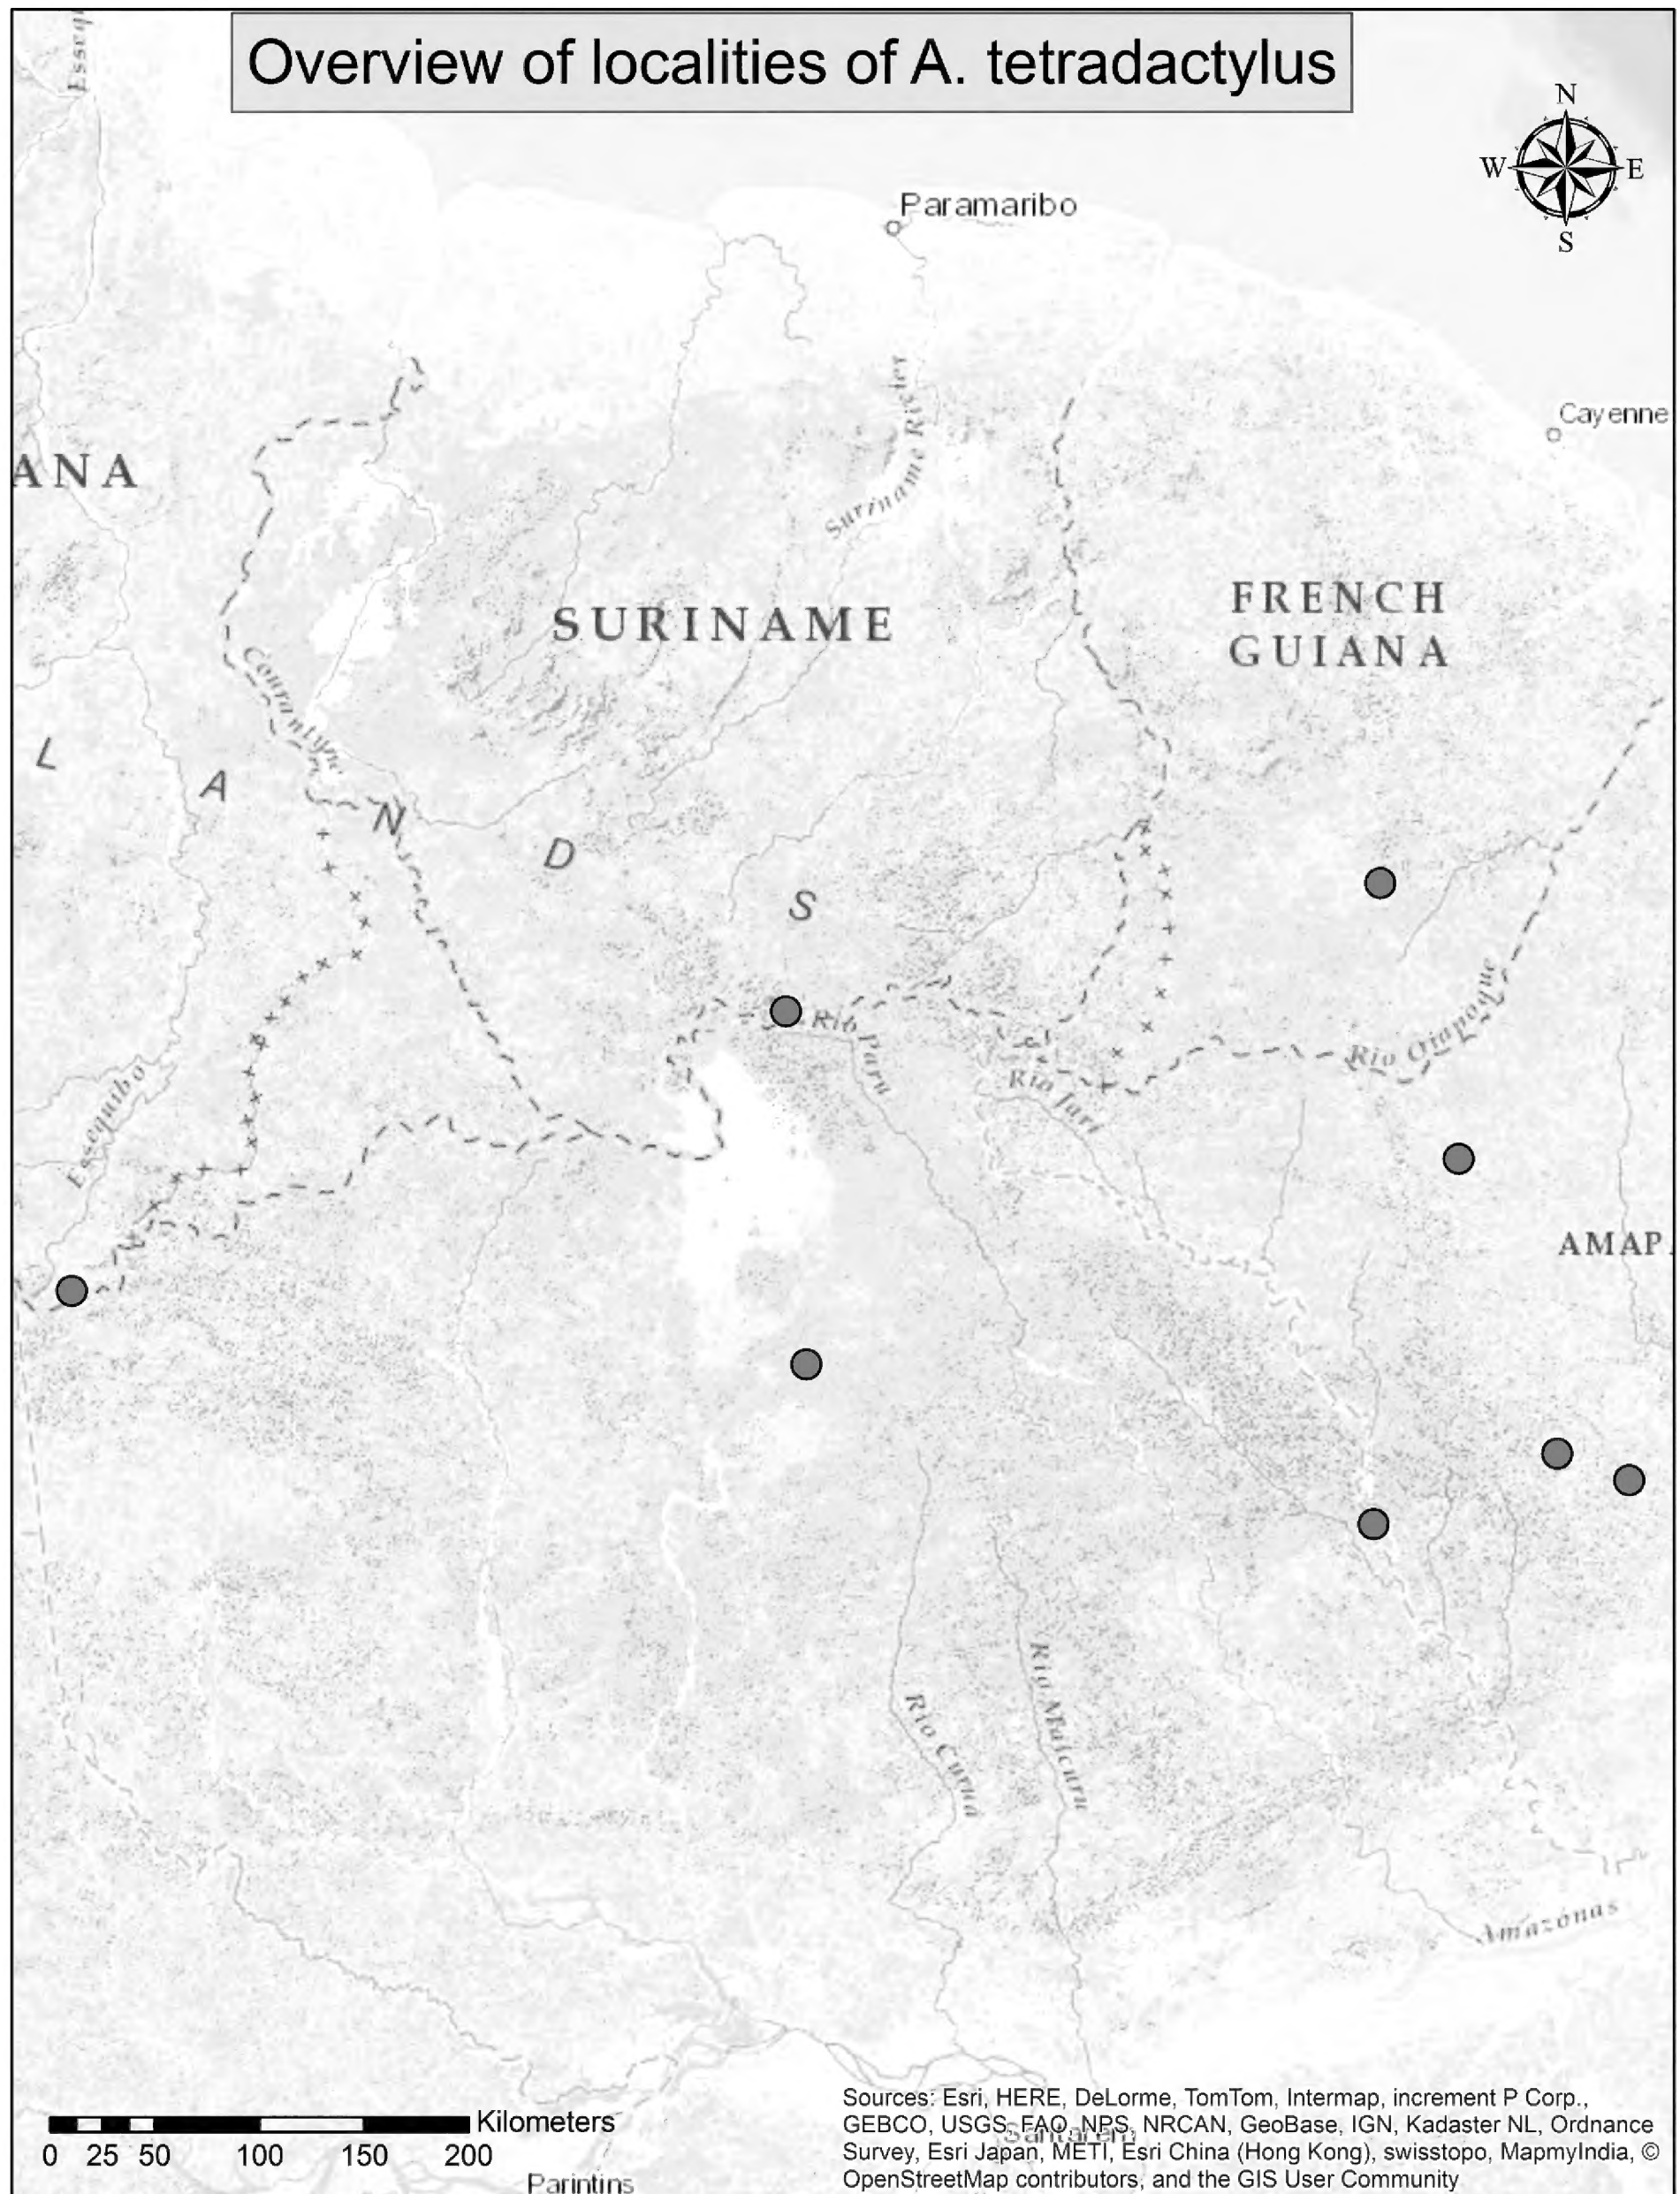 Overview of localities of A. tetradactylus
N
W
E
S
Paramaribo
Cayenne
ANA
Suriname River
SURINAME
FRENCH
GUIANA
Courantyne
L
A
N
D
S
Rio Paru
Rio Oiapoque
Rio Jari
Essequibo
AMAP
Rio Curuá
Rio Maicuru
Amazonas
Santarém
Kilometers
0 25 50 100 150 200
Parintins
Sources: Esri, HERE, DeLorme, TomTom, Intermap, increment P Corp.,
GEBCO, USGS, FAO, NPS, NRCAN, GeoBase, IGN, Kadaster NL, Ordnance
Survey, Esri Japan, METI, Esri China (Hong Kong), swisstopo, MapmyIndia, ©
OpenStreetMap contributors, and the GIS User Community